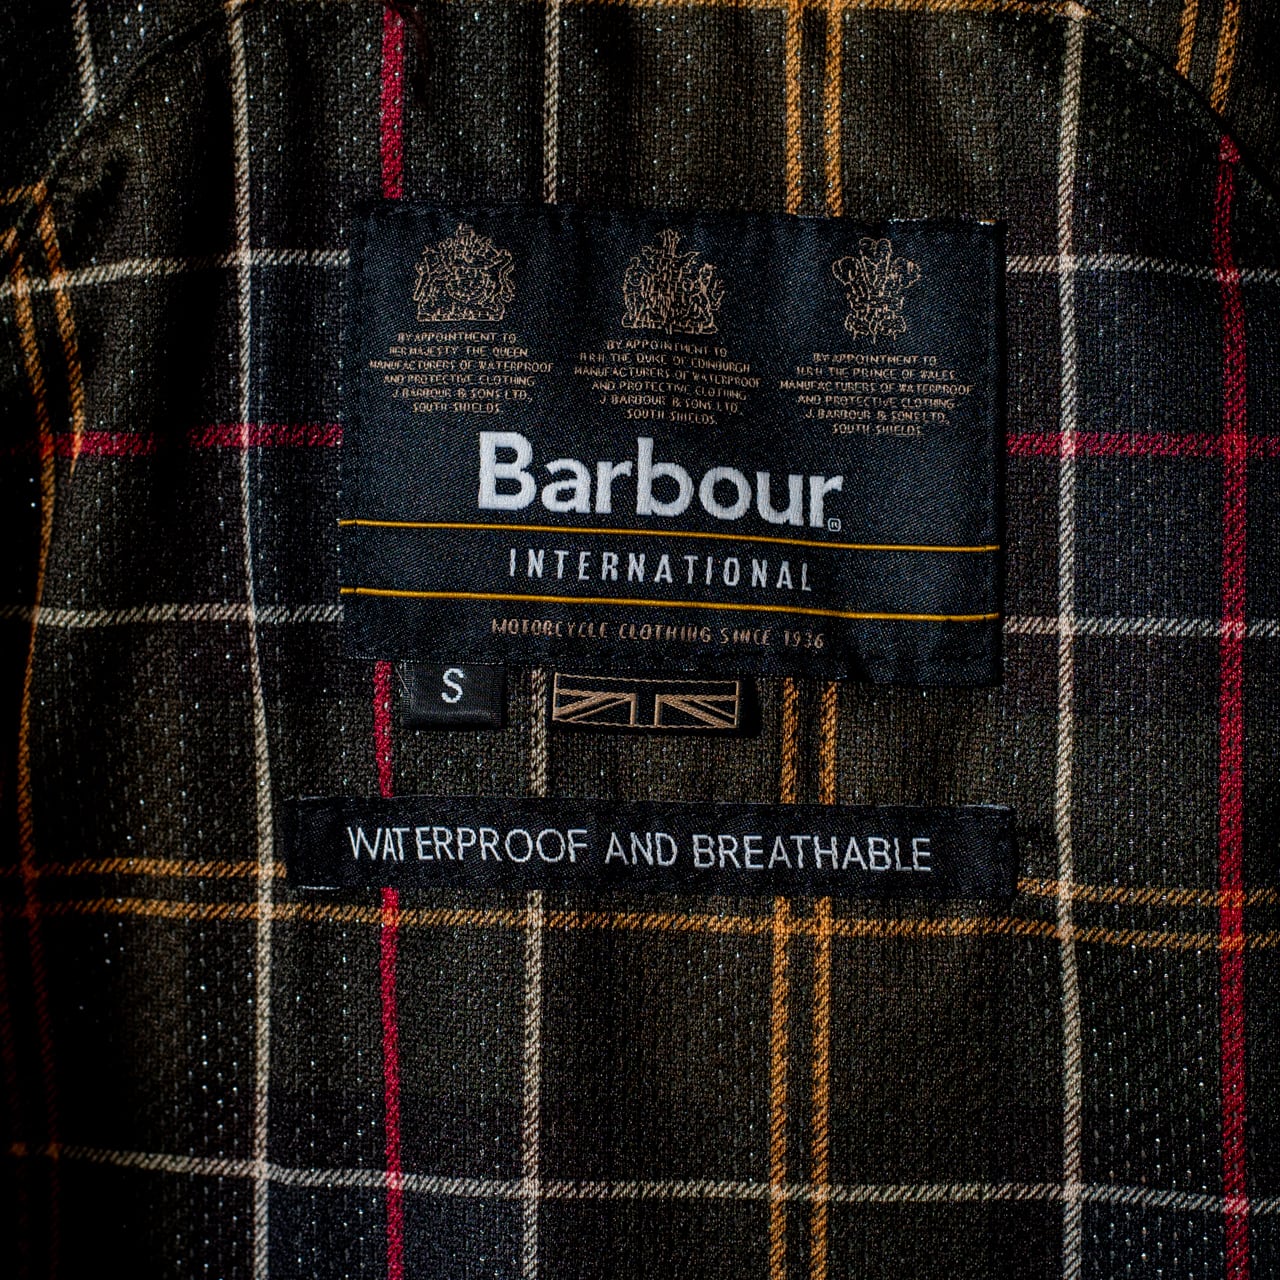 BY APPOINTMENT TO
HER MAJESTY THE QUEEN
MANUFACTURERS OF WATERPROOF
AND PROTECTIVE CLOTHING
J. BARBOUR & SONS LTD.
SOUTH SHIELDS.
BY APPOINTMENT TO
H.R.H. THE DUKE OF EDINBURGH
MANUFACTURERS OF WATERPROOF
AND PROTECTIVE CLOTHING
J. BARBOUR & SONS LTD.
SOUTH SHIELDS.
BY APPOINTMENT TO
H.R.H. THE PRINCE OF WALES
MANUFACTURERS OF WATERPROOF
AND PROTECTIVE CLOTHING
J. BARBOUR & SONS LTD.
SOUTH SHIELDS.
Barbour®
INTERNATIONAL
MOTORCYCLE CLOTHING SINCE 1936
S
WATERPROOF AND BREATHABLE